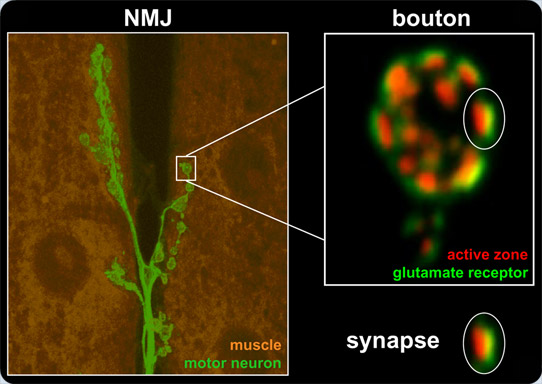 NMJ
bouton
muscle
motor neuron
active zone
glutamate receptor
synapse